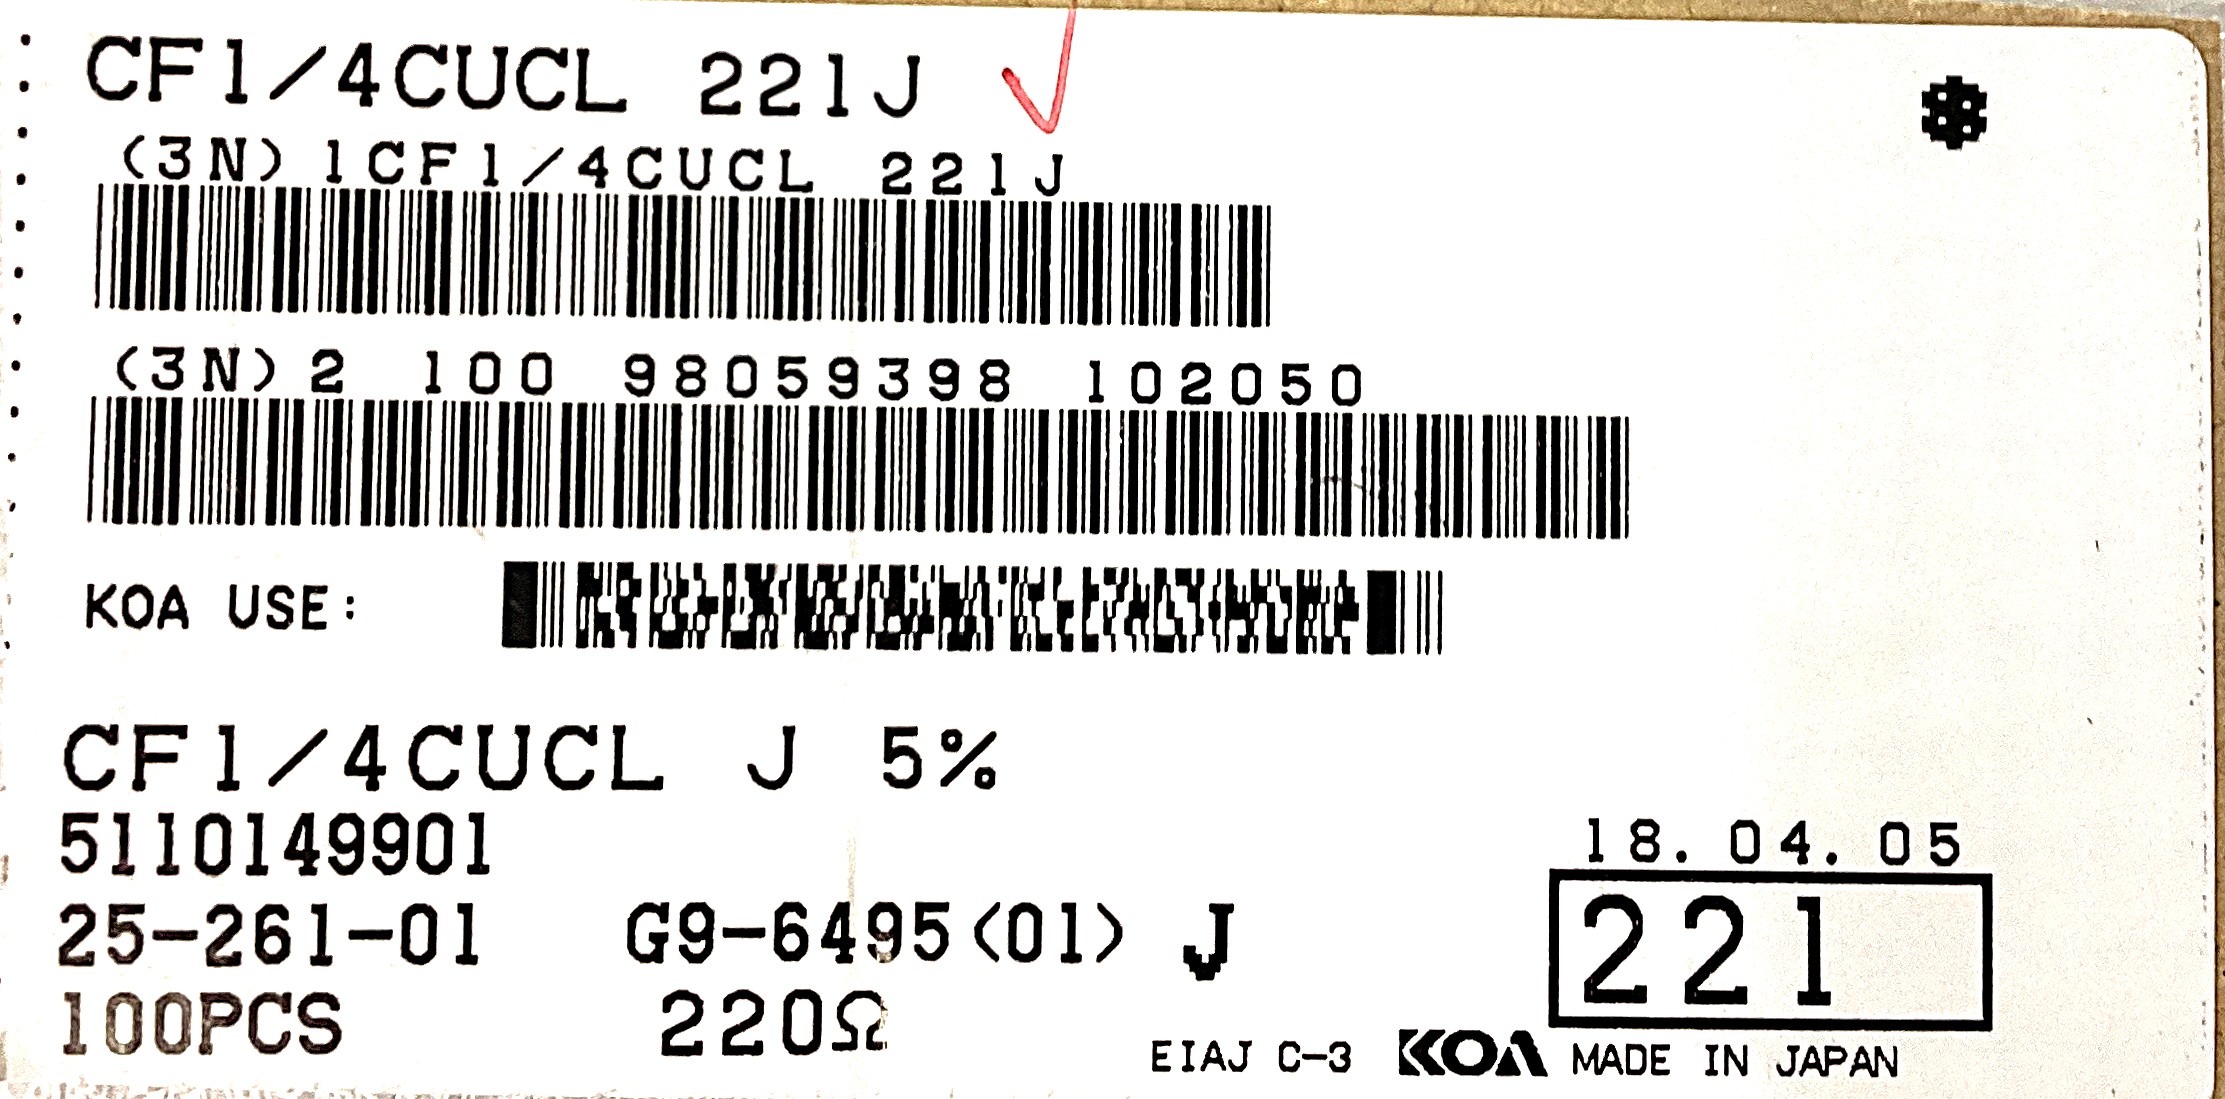 CF1/4CUCL 221J
(3N)1CF1/4CUCL 221J
(3N)2 100 98059398 102050
KOA USE:
CF1/4CUCL J 5%
5110149901
18.04.05
25-261-01 G9-6495(01) J
221
100PCS 220Ω
EIAJ C-3 KOA MADE IN JAPAN